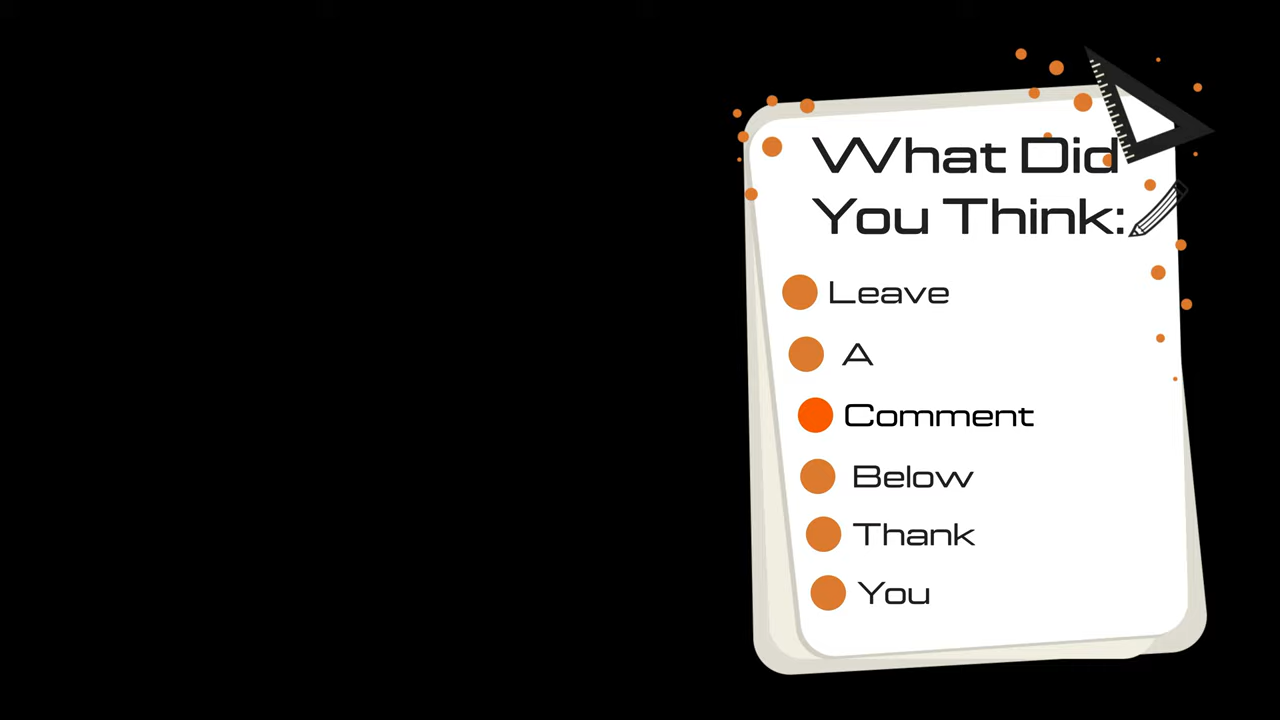 What Did
You Think:
Leave
A
Comment
Below
Thank
You